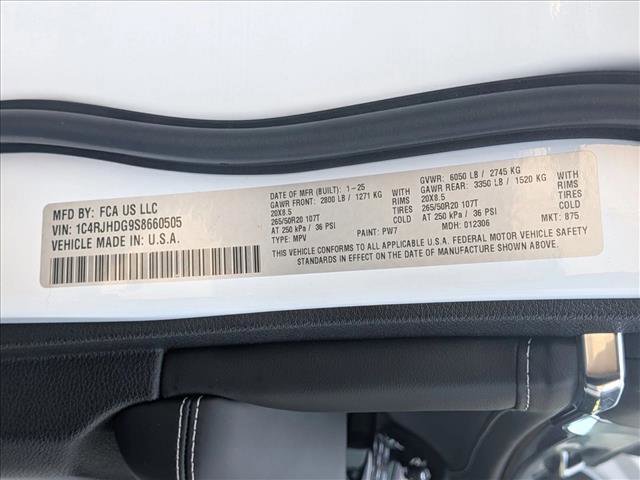 MFD BY: FCA US LLC
VIN: 1C4RJHDG9S8660505
VEHICLE MADE IN U.S.A.
DATE OF MFR (BUILT): 1-25
GAWR FRONT: 2800 LB / 1271 KG WITH
20X8.5 RIMS
265/50R20 107T TIRES
AT 250 kPa / 36 PSI COLD
TYPE: MPV PAINT: PW7
GVWR: 6050 LB / 2745 KG
GAWR REAR: 3350 LB / 1520 KG WITH
20X8.5 RIMS
265/50R20 107T TIRES
AT 250 kPa / 36 PSI COLD
MDH: 012306 MKT: 875
THIS VEHICLE CONFORMS TO ALL APPLICABLE U.S.A. FEDERAL MOTOR VEHICLE SAFETY
STANDARDS IN EFFECT ON THE DATE OF MANUFACTURE SHOWN ABOVE.